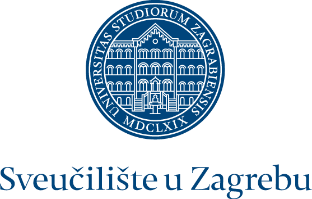 UNIVERSITAS STUDIORUM ZAGRABIENSIS
MDCLXIX
Sveučilište u Zagrebu